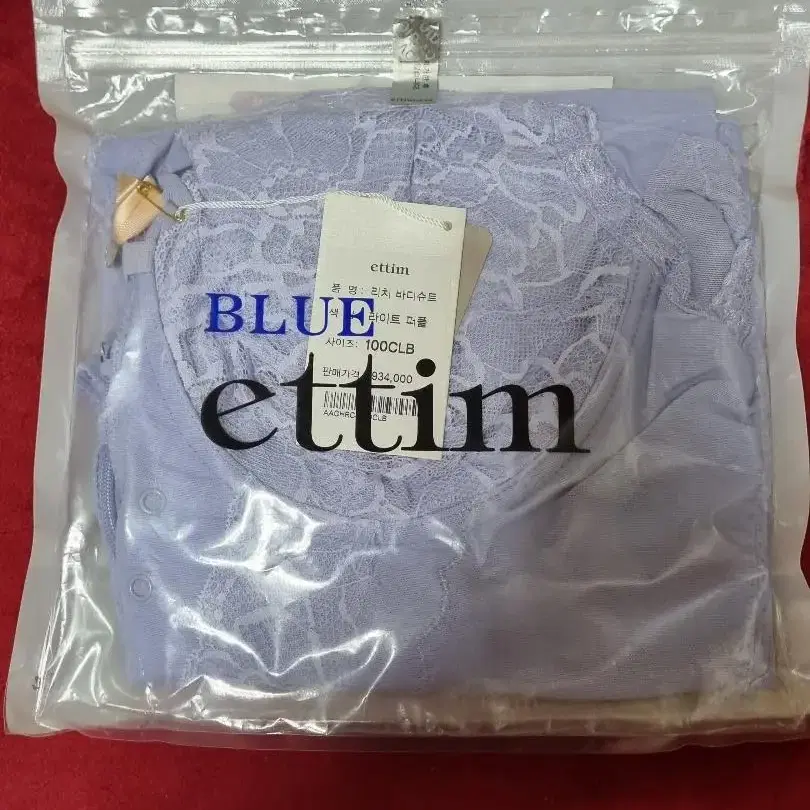 ettim
품 명: 리치 바디슈트
색 라이트 퍼플
사이즈: 100CLB
판매가격 934,000
BLUE
ettim